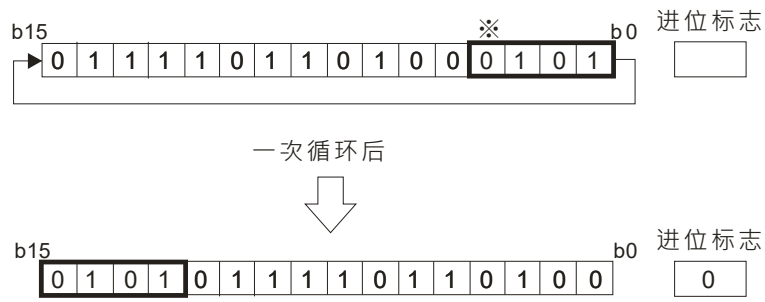 b15 ※ b0 进位标志
0 1 1 1 1 0 1 1 0 1 0 0 0 1 0 1
一次循环后
b15 b0 进位标志
0 1 0 1 0 1 1 1 1 0 1 1 0 1 0 0 0